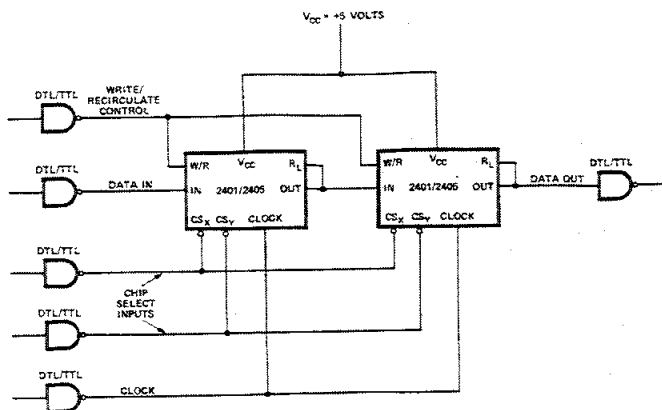 V_CC = +5 VOLTS
DTL/TTL
WRITE/
RECIRCULATE
CONTROL
DTL/TTL
DATA IN
W/R V_CC R_L
IN 2401/2405 OUT
CS_X CS_Y CLOCK
W/R V_CC R_L
IN 2401/2405 OUT
CS_X CS_Y CLOCK
DATA OUT
DTL/TTL
DTL/TTL
CHIP
SELECT
INPUTS
DTL/TTL
DTL/TTL
CLOCK